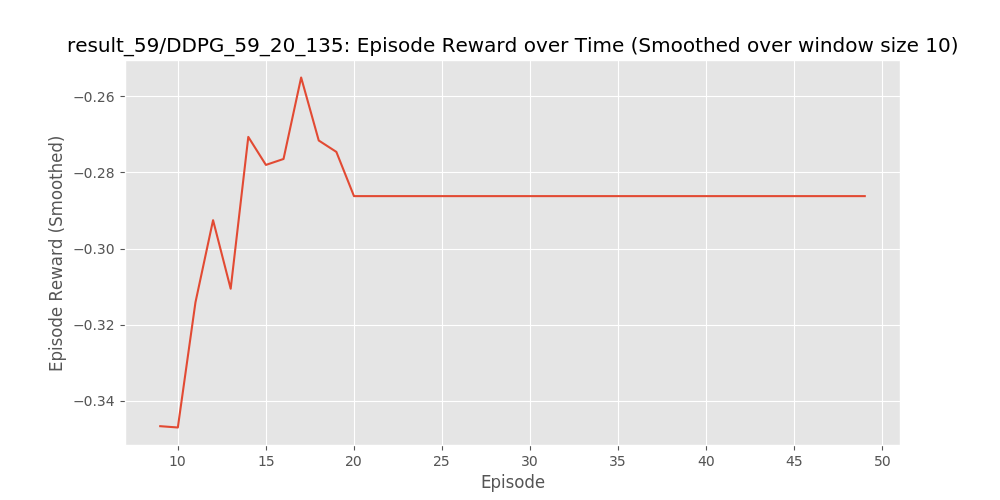 result_59/DDPG_59_20_135: Episode Reward over Time (Smoothed over window size 10)
Episode Reward (Smoothed)
−0.26
−0.28
−0.30
−0.32
−0.34
10 15 20 25 30 35 40 45 50
Episode